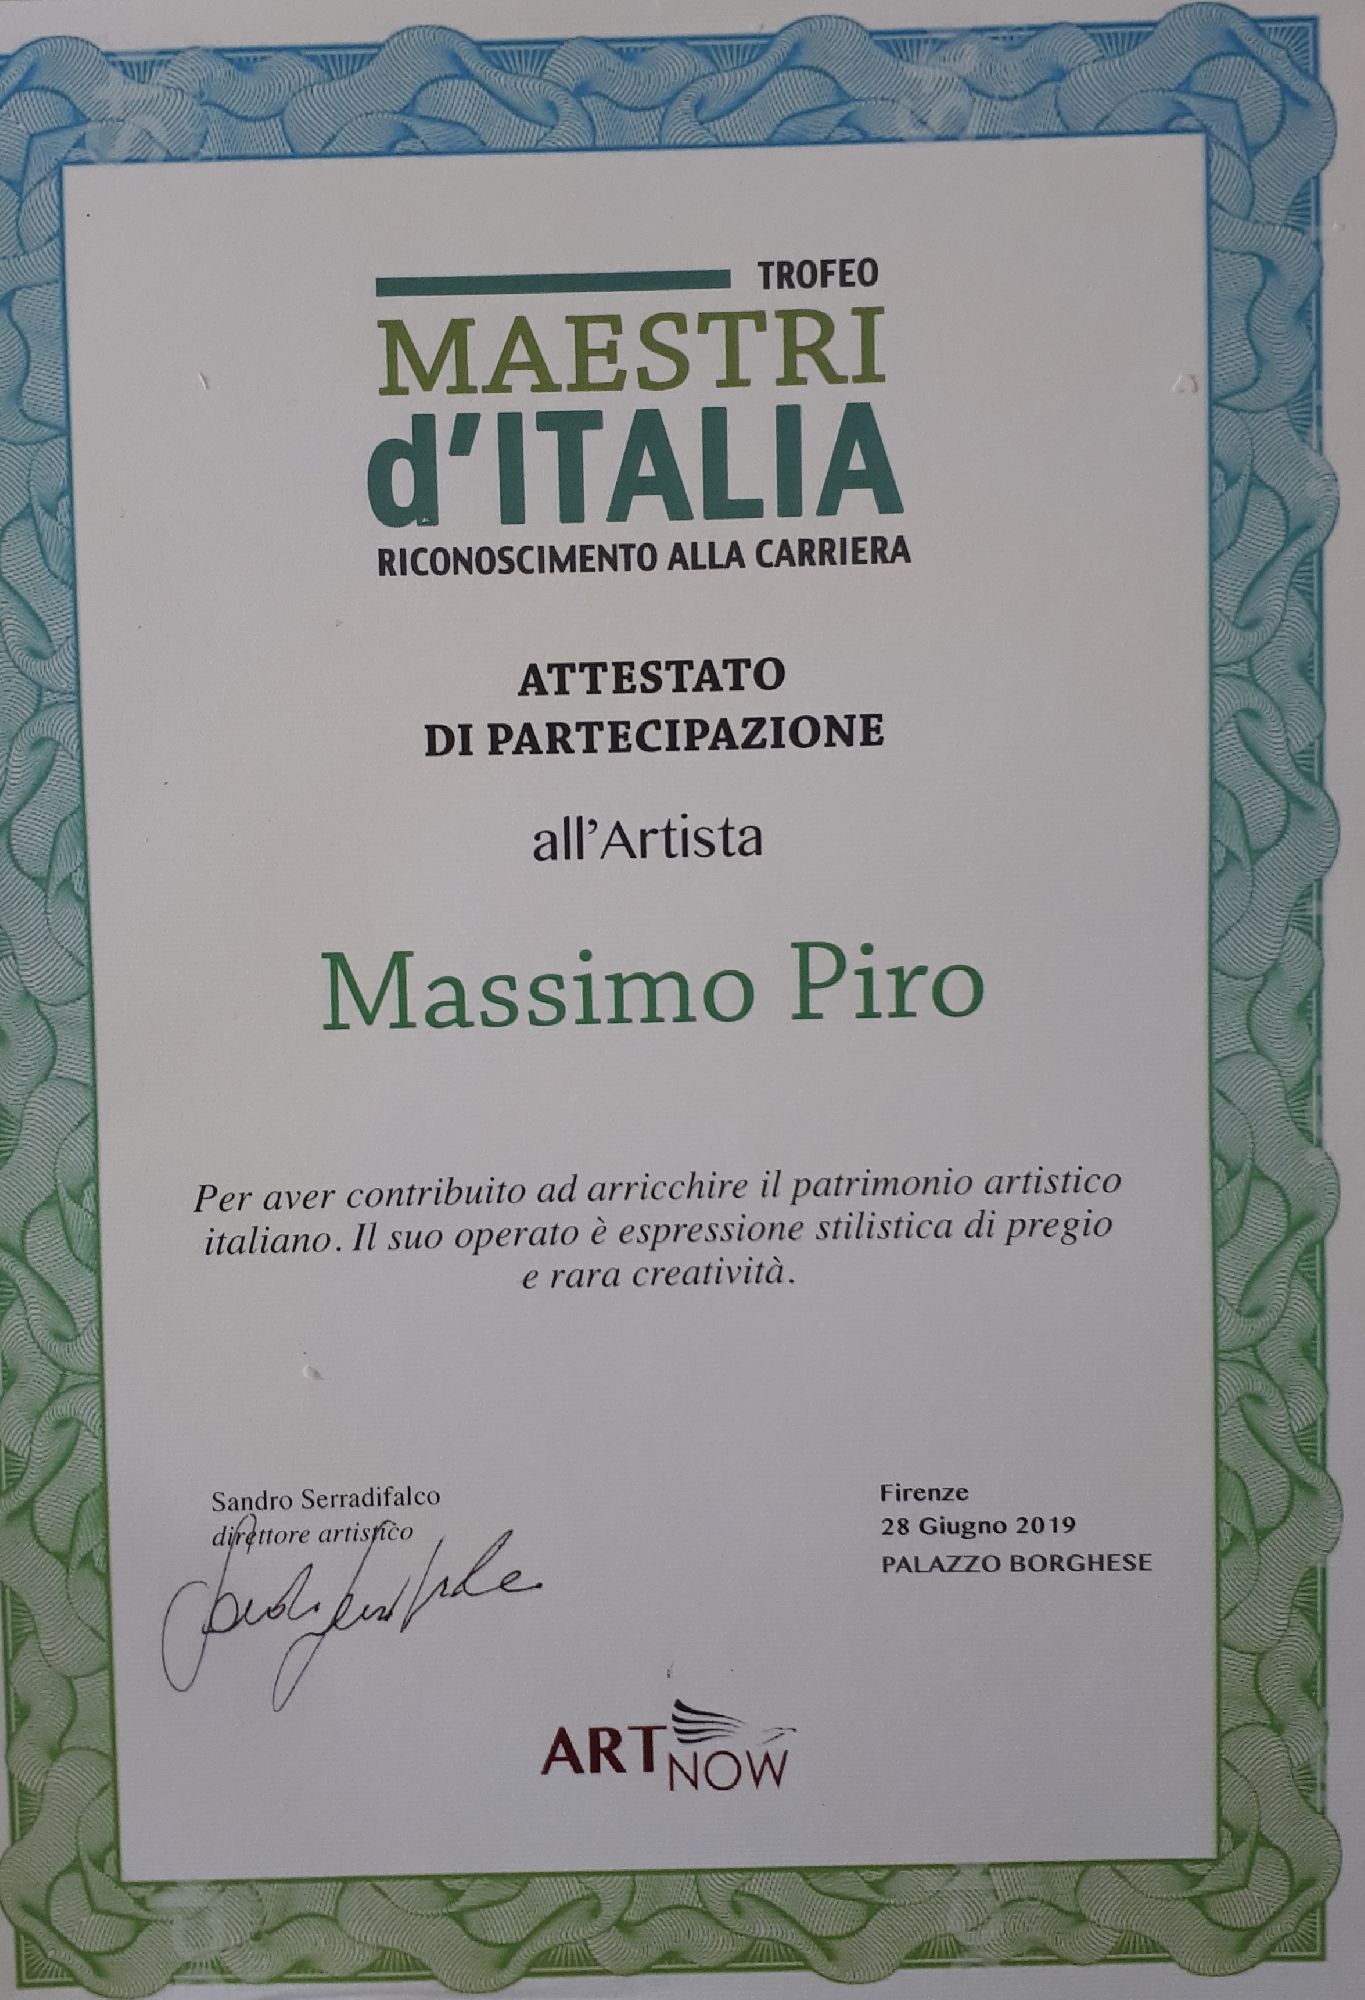 TROFEO
MAESTRI
d'ITALIA
RICONOSCIMENTO ALLA CARRIERA
ATTESTATO
DI PARTECIPAZIONE
all'Artista
Massimo Piro
Per aver contribuito ad arricchire il patrimonio artistico
italiano. Il suo operato è espressione stilistica di pregio
e rara creatività.
Sandro Serradifalco
direttore artistico
Firenze
28 Giugno 2019
PALAZZO BORGHESE
ART NOW